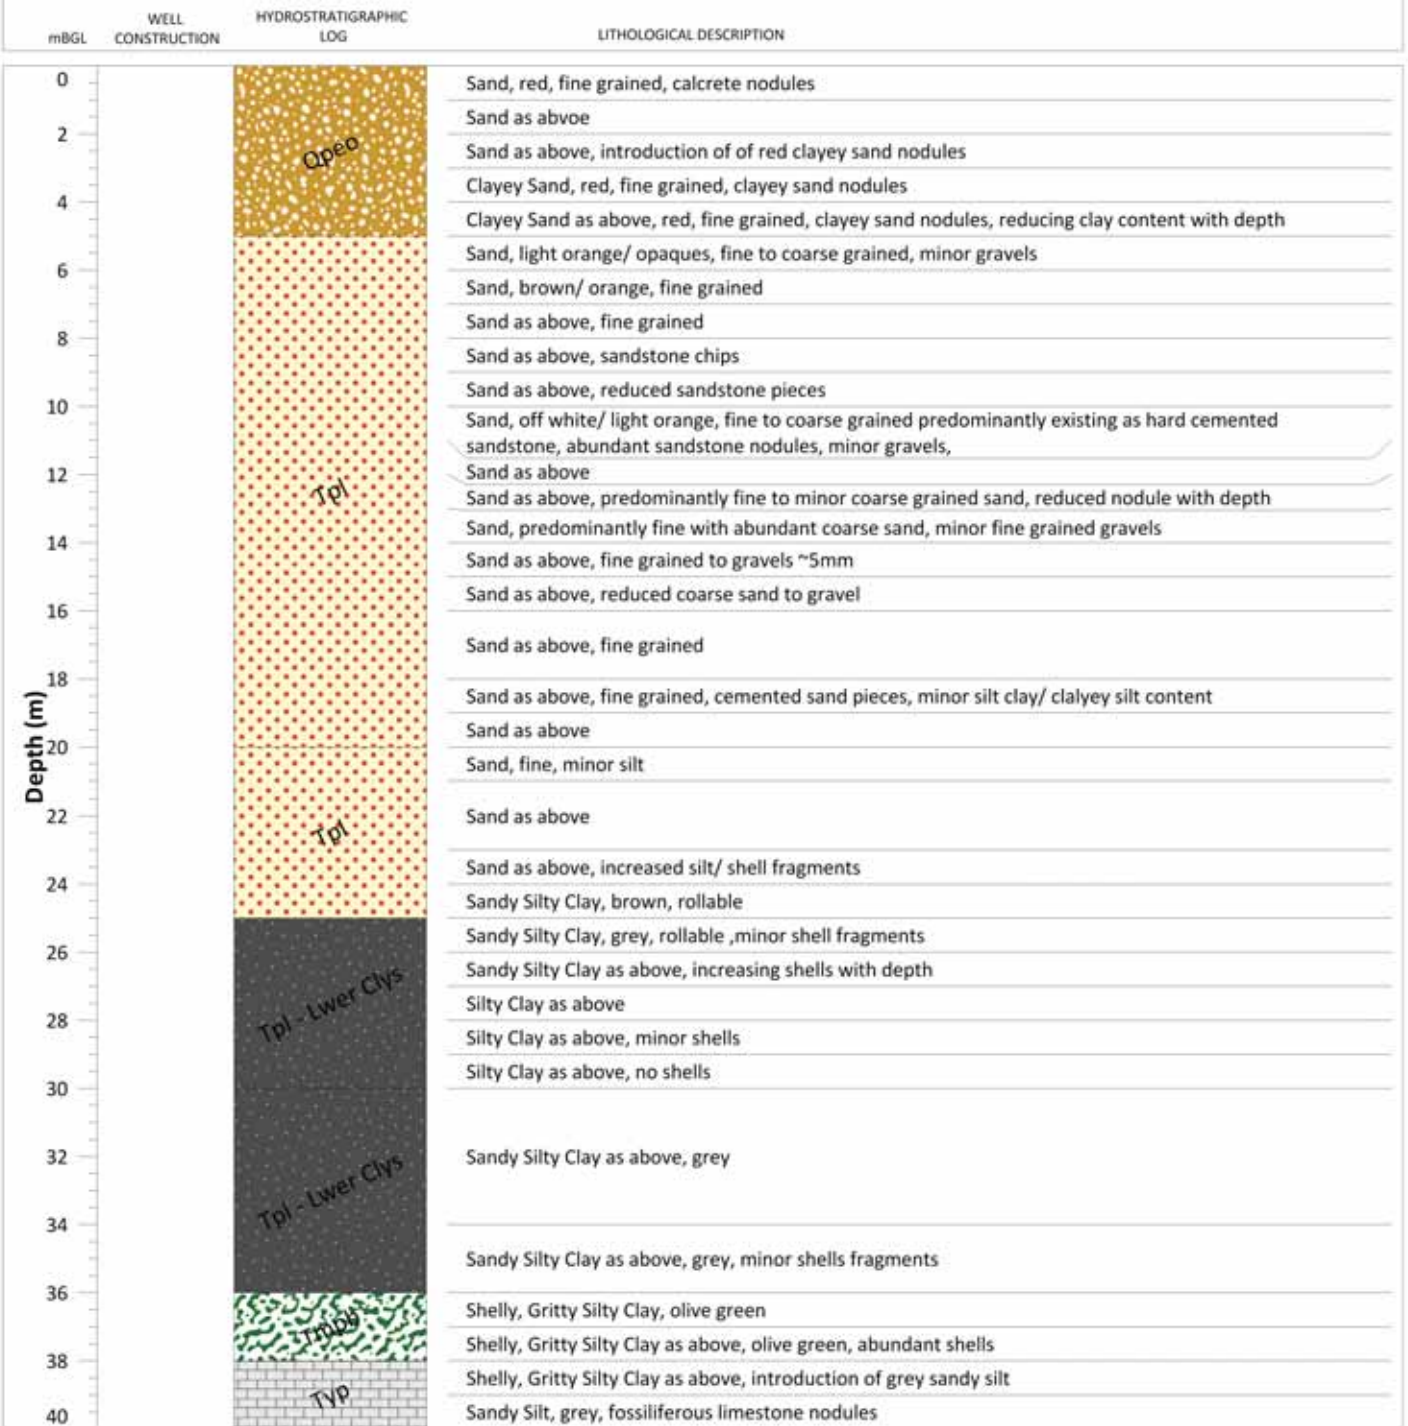 WELL
HYDROSTRATIGRAPHIC
mBGL
CONSTRUCTION
LOG
LITHOLOGICAL DESCRIPTION
0
Sand, red, fine grained, calcrete nodules
Sand as abvoe
2
Qpeo
Sand as above, introduction of of red clayey sand nodules
Clayey Sand, red, fine grained, clayey sand nodules
4
Clayey Sand as above, red, fine grained, clayey sand nodules, reducing clay content with depth
Sand, light orange/ opaques, fine to coarse grained, minor gravels
6
Sand, brown/ orange, fine grained
Sand as above, fine grained
8
Sand as above, sandstone chips
Sand as above, reduced sandstone pieces
10
Sand, off white/ light orange, fine to coarse grained predominantly existing as hard cemented
sandstone, abundant sandstone nodules, minor gravels,
12
Sand as above
Tpl
Sand as above, predominantly fine to minor coarse grained sand, reduced nodule with depth
Sand, predominantly fine with abundant coarse sand, minor fine grained gravels
14
Sand as above, fine grained to gravels ~5mm
Sand as above, reduced coarse sand to gravel
16
Sand as above, fine grained
18
Sand as above, fine grained, cemented sand pieces, minor silt clay/ clalyey silt content
Depth (m)
Sand as above
20
Sand, fine, minor silt
22
Sand as above
Tpl
Sand as above, increased silt/ shell fragments
24
Sandy Silty Clay, brown, rollable
Sandy Silty Clay, grey, rollable ,minor shell fragments
26
Sandy Silty Clay as above, increasing shells with depth
Tpl - Lwer Clys
Silty Clay as above
28
Silty Clay as above, minor shells
Silty Clay as above, no shells
30
32
Sandy Silty Clay as above, grey
Tpl - Lwer Clys
34
Sandy Silty Clay as above, grey, minor shells fragments
36
Shelly, Gritty Silty Clay, olive green
Tmpb
Shelly, Gritty Silty Clay as above, olive green, abundant shells
38
Shelly, Gritty Silty Clay as above, introduction of grey sandy silt
Typ
40
Sandy Silt, grey, fossiliferous limestone nodules